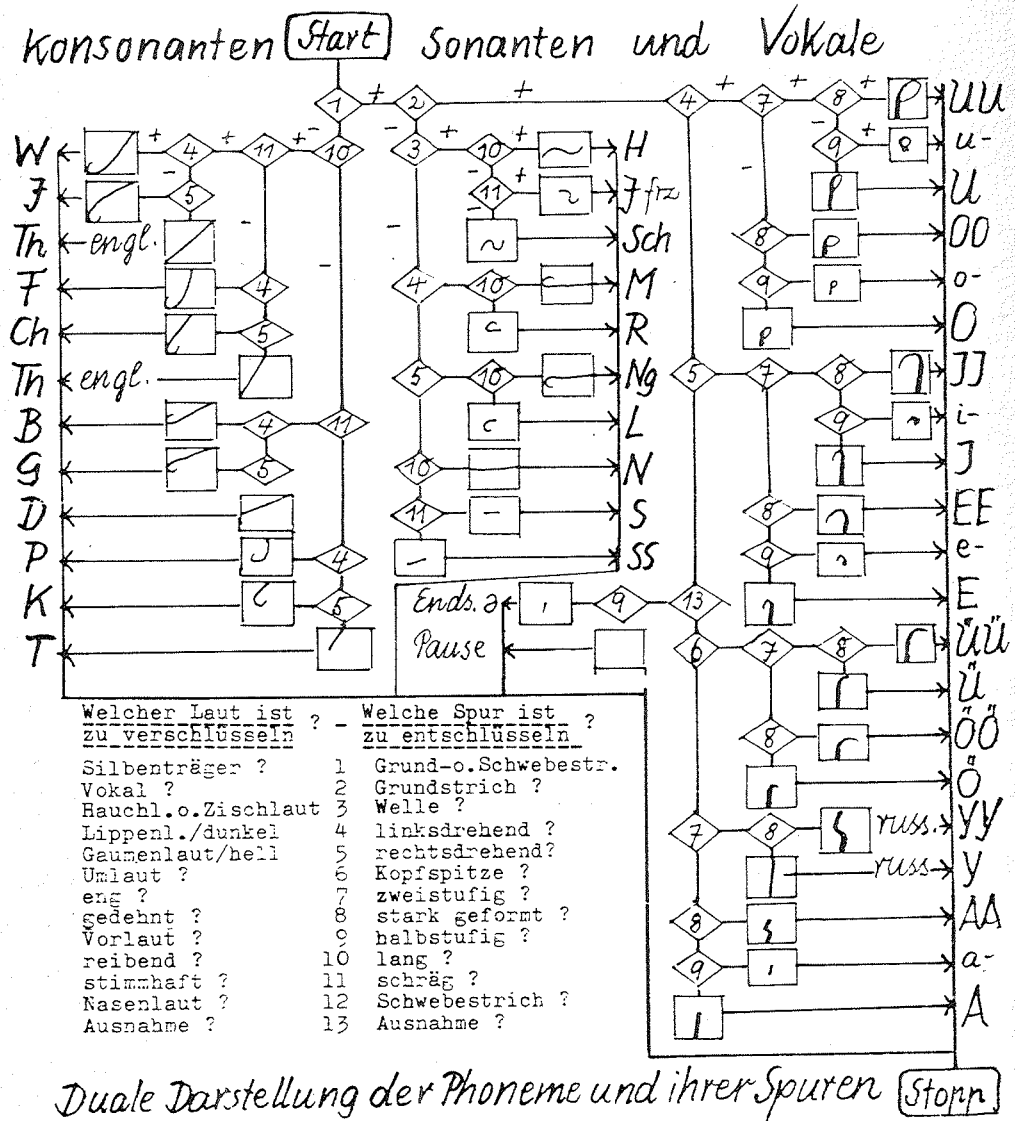 Konsonanten Start Sonanten und Vokale
1 + 2 + 4 + 7 + 8 + UU
W + 4 + 11 + 10 - 3 + 10 + H - 9 + u-
J 5 11 + J frz U
Th engl. Sch 8 OO
F 4 4 10 M 9 o-
Ch 5 R O
Th engl. 5 10 Ng 5 7 8 JJ
B 4 11 L 9 i-
G 5 10 N J
D 11 S 8 EE
P 4 SS 9 e-
K 5 Ends. ə 9 13 E
T Pause 6 7 8 ÜÜ
Ü
8 ÖÖ
Ö
7 8 russ. YY
russ. Y
8 AA
9 a-
A
Welcher Laut ist zu verschlüsseln ? – Welche Spur ist zu entschlüsseln ?
Silbenträger ? 1 Grund-o.Schwebestr.
Vokal ? 2 Grundstrich ?
Hauchl.o.Zischlaut 3 Welle ?
Lippenl./dunkel 4 linksdrehend ?
Gaumenlaut/hell 5 rechtsdrehend?
Umlaut ? 6 Kopfspitze ?
eng ? 7 zweistufig ?
gedehnt ? 8 stark geformt ?
Vorlaut ? 9 halbstufig ?
reibend ? 10 lang ?
stimmhaft ? 11 schräg ?
Nasenlaut ? 12 Schwebestrich ?
Ausnahme ? 13 Ausnahme ?
Duale Darstellung der Phoneme und ihrer Spuren Stopp